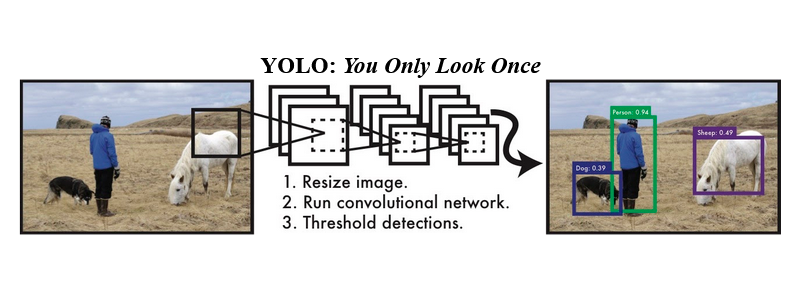 YOLO: You Only Look Once
1. Resize image.
2. Run convolutional network.
3. Threshold detections.
Person: 0.94
Sheep: 0.49
Dog: 0.39